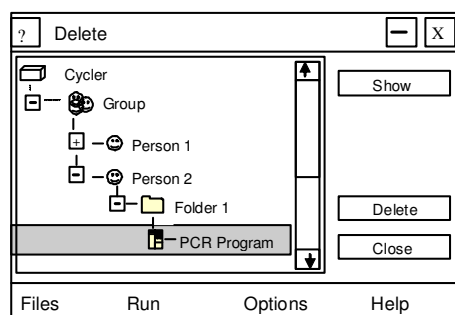 ? Delete X
Cycler
Show
Group
Person 1
Person 2
Folder 1
Delete
PCR Program
Close
Files Run Options Help